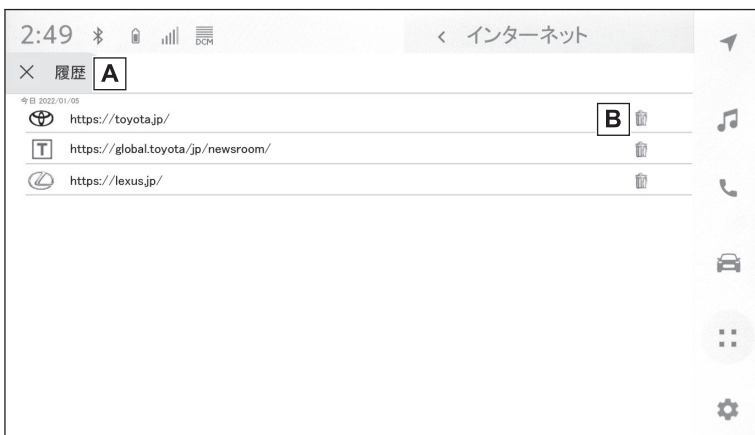 2:49 DCM < インターネット
× 履歴 A
今日 2022/01/05
https://toyota.jp/ B
T https://global.toyota/jp/newsroom/
https://lexus.jp/